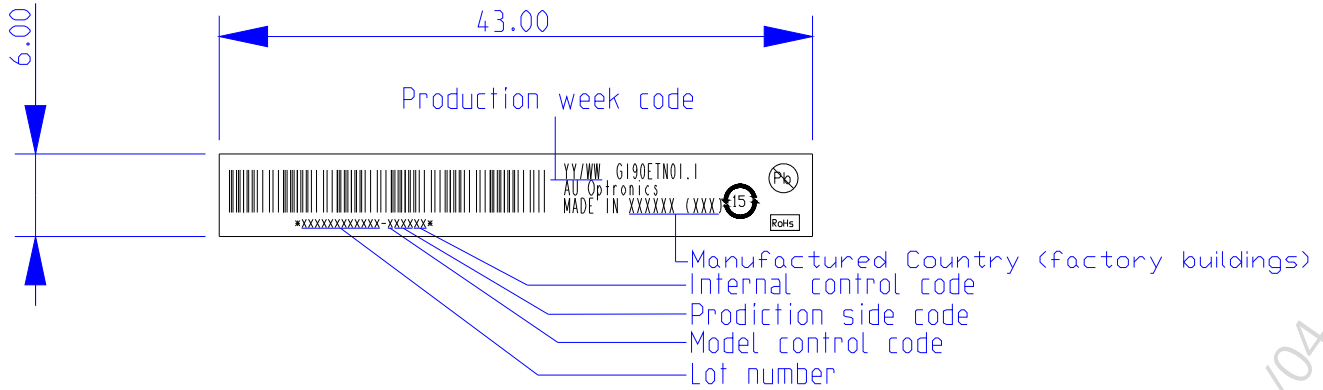 43.00
6.00
Production week code
YY/WW G190ETN01.1
AU Optronics
MADE IN XXXXXX (XXX)
15
Pb
RoHs
*XXXXXXXXXXXX-XXXXXX*
Manufactured Country (factory buildings)
Internal control code
Prodiction side code
Model control code
Lot number
/04